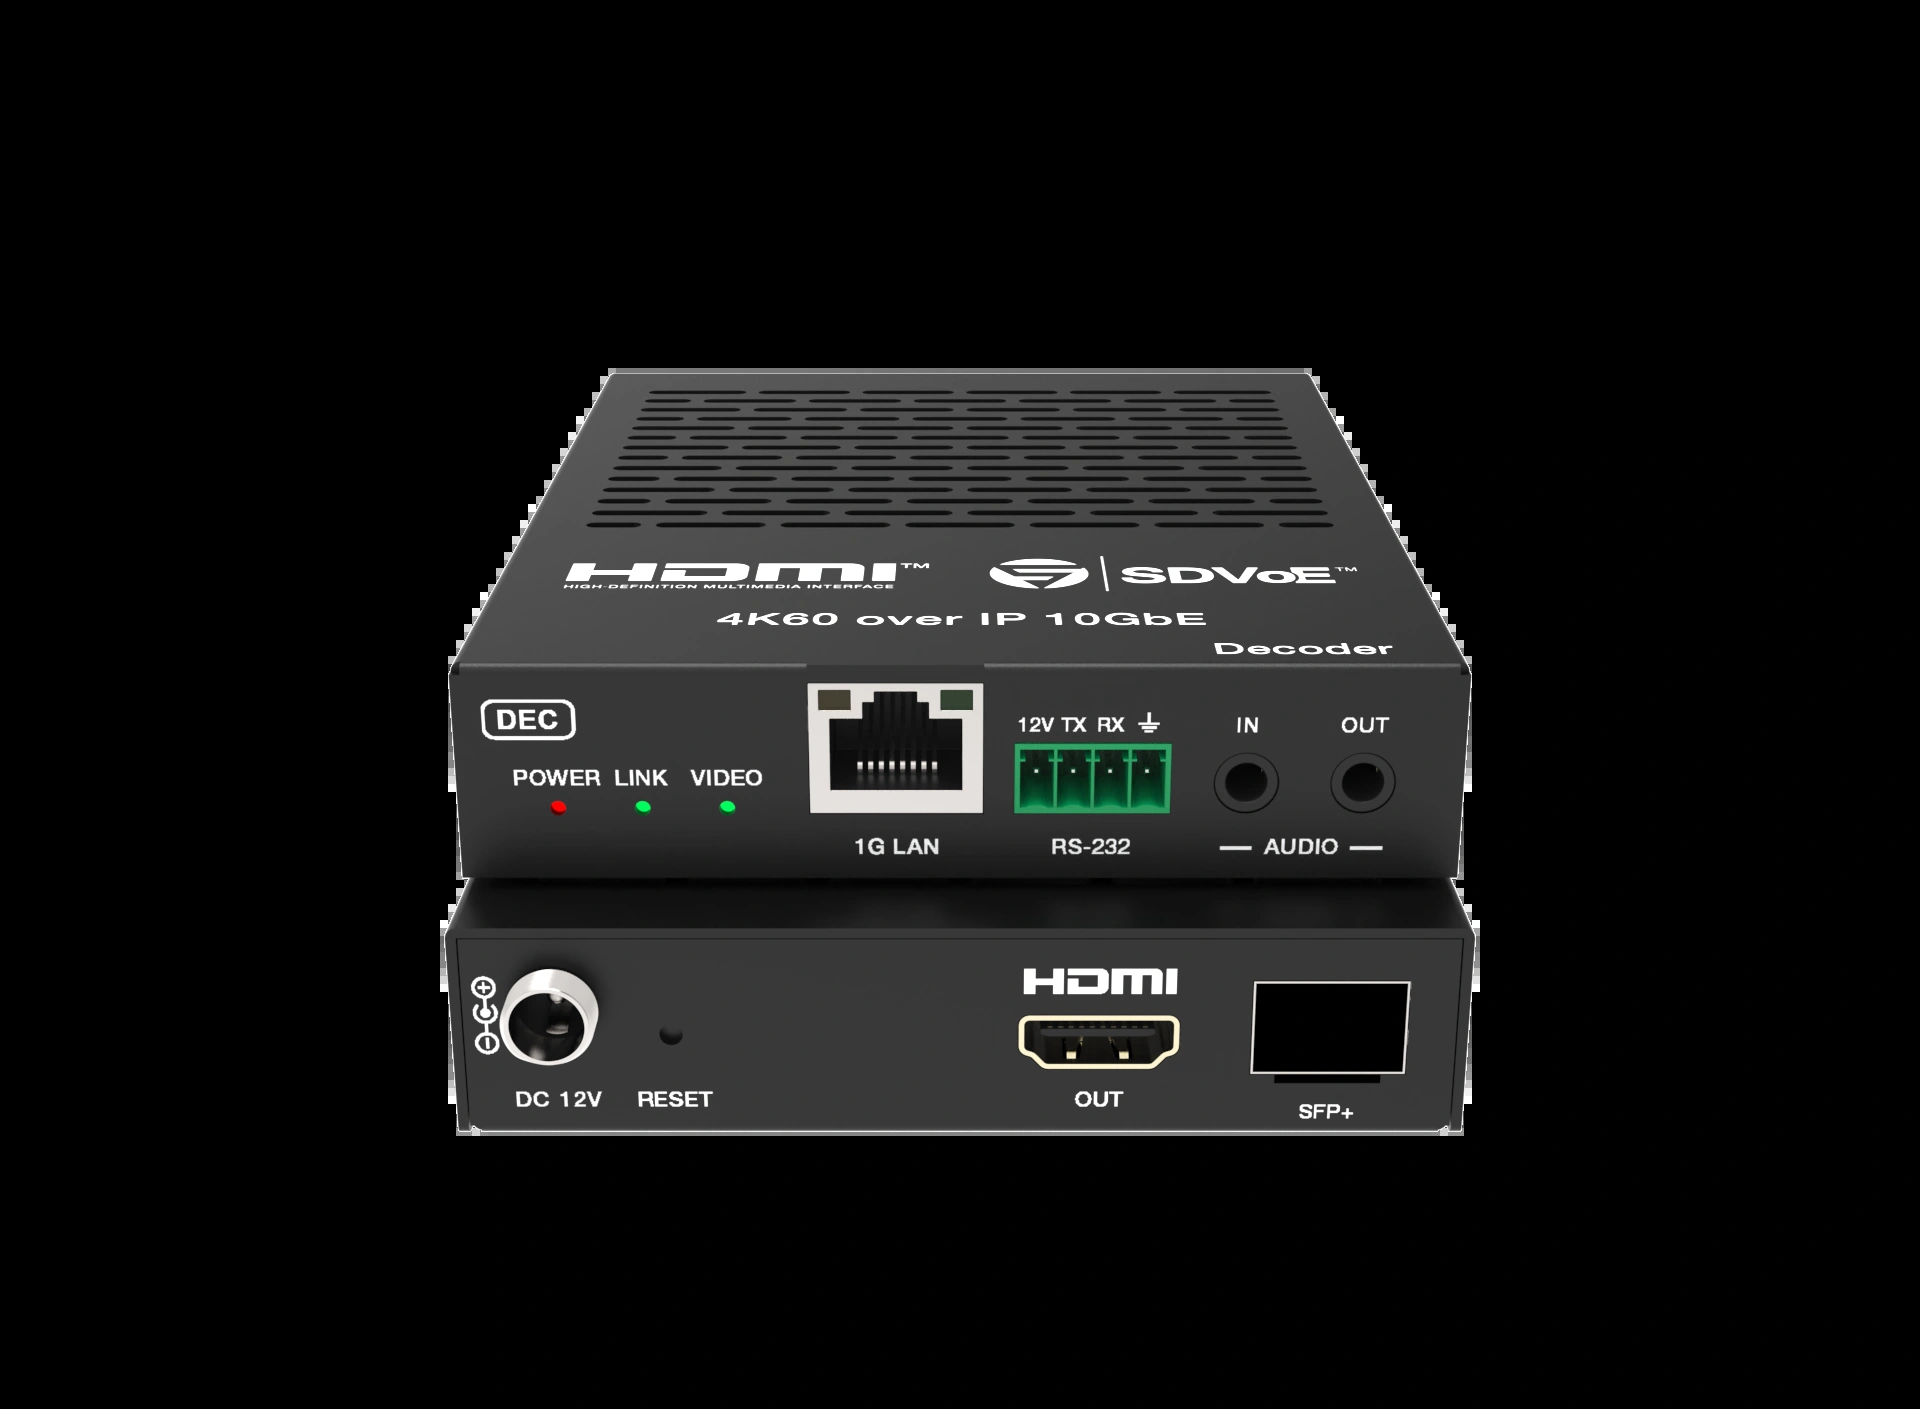 HDMI™ SDVoE™
HIGH-DEFINITION MULTIMEDIA INTERFACE
4K60 over IP 10GbE
Decoder
DEC
POWER LINK VIDEO
1G LAN
12V TX RX
RS-232
IN OUT
AUDIO
DC 12V
RESET
HDMI
OUT
SFP+